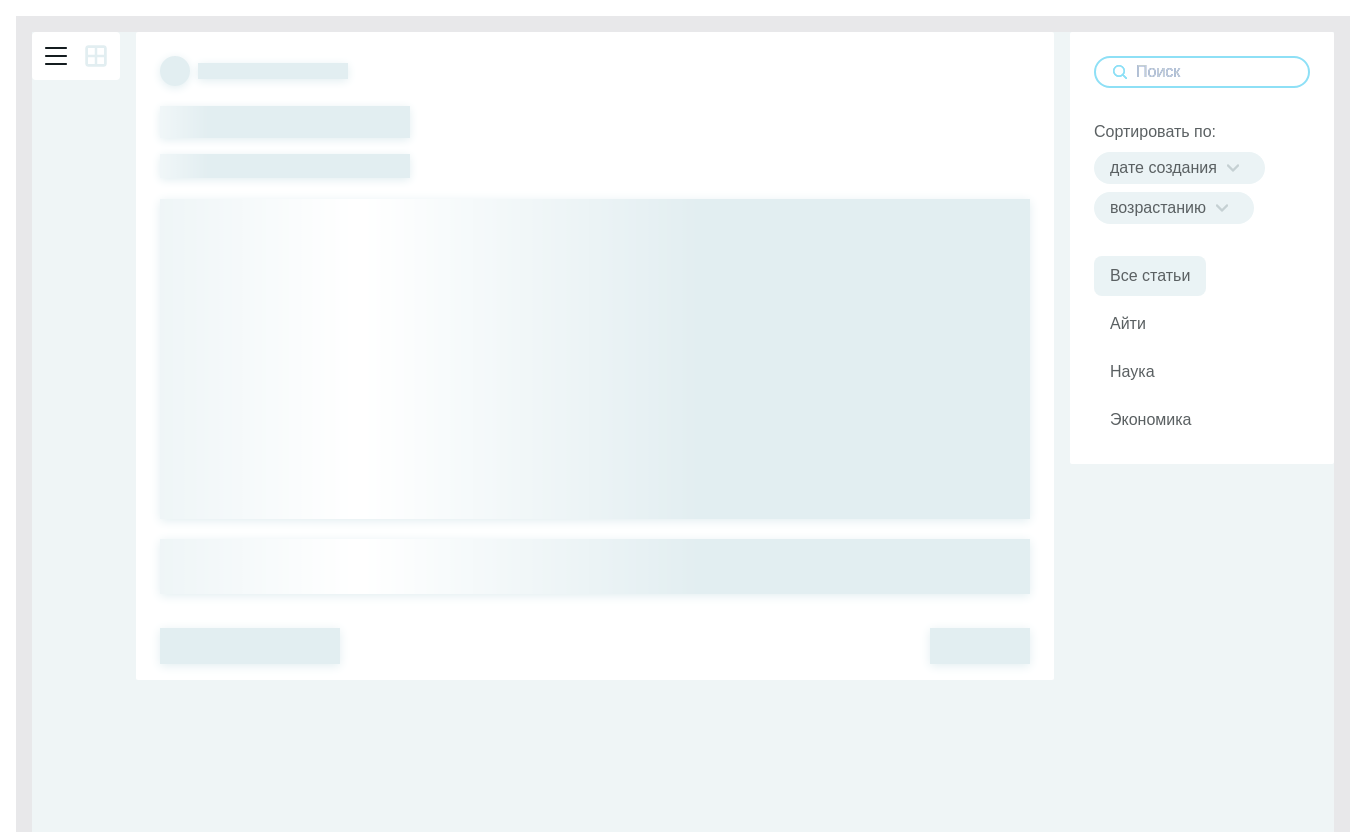 Поиск
Сортировать по:
дате создания
возрастанию
Все статьи
Айти
Наука
Экономика